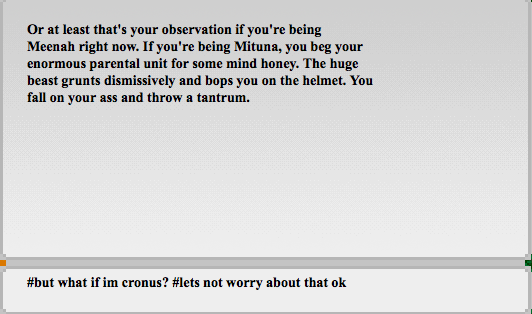 Or at least that's your observation if you're being
Meenah right now. If you're being Mituna, you beg your
enormous parental unit for some mind honey. The huge
beast grunts dismissively and bops you on the helmet. You
fall on your ass and throw a tantrum.
#but what if im cronus? #lets not worry about that ok